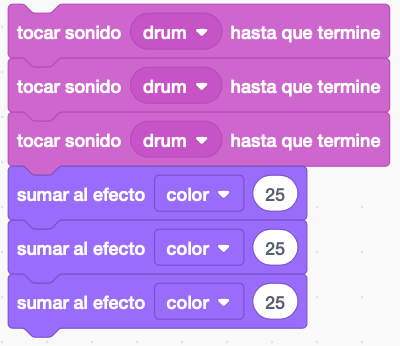 tocar sonido drum hasta que termine
tocar sonido drum hasta que termine
tocar sonido drum hasta que termine
sumar al efecto color 25
sumar al efecto color 25
sumar al efecto color 25